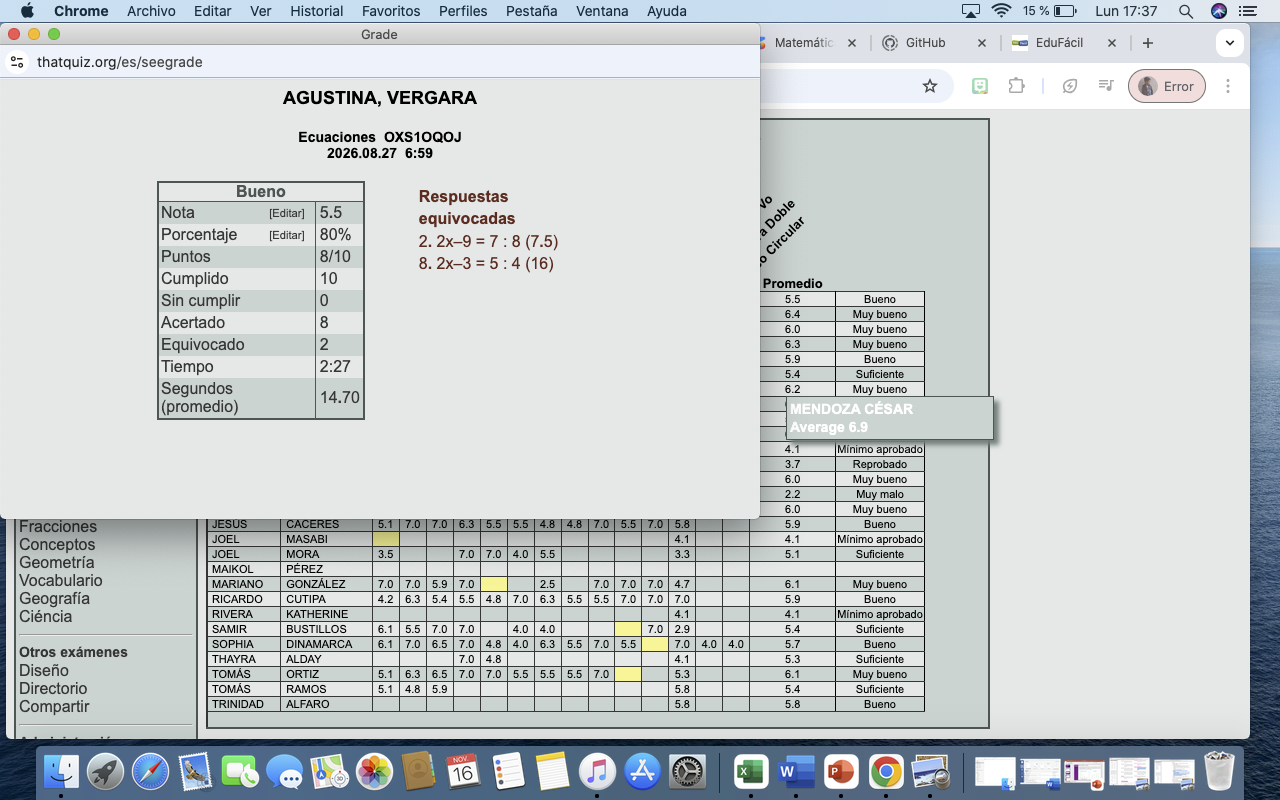 Chrome Archivo Editar Ver Historial Favoritos Perfiles Pestaña Ventana Ayuda 15 % Lun 17:37
Grade
Matemátic GitHub EduFácil
thatquiz.org/es/seegrade
Error
AGUSTINA, VERGARA
Ecuaciones OXS1OQOJ
2026.08.27 6:59
Bueno
Nota [Editar] 5.5
Porcentaje [Editar] 80%
Puntos 8/10
Cumplido 10
Sin cumplir 0
Acertado 8
Equivocado 2
Tiempo 2:27
Segundos
(promedio) 14.70
Respuestas
equivocadas
2. 2x–9 = 7 : 8 (7.5)
8. 2x–3 = 5 : 4 (16)
a Doble
o Circular
Promedio
5.5 Bueno
6.4 Muy bueno
6.0 Muy bueno
6.3 Muy bueno
5.9 Bueno
5.4 Suficiente
6.2 Muy bueno
MENDOZA CÉSAR
Average 6.9
4.1 Mínimo aprobado
3.7 Reprobado
6.0 Muy bueno
2.2 Muy malo
6.0 Muy bueno
JESÚS CÁCERES 5.1 7.0 7.0 6.3 5.5 5.5 4.8 4.8 7.0 5.5 7.0 5.8 5.9 Bueno
JOEL MASABI 4.1 4.1 Mínimo aprobado
JOEL MORA 3.5 7.0 7.0 4.0 5.5 3.3 5.1 Suficiente
MAIKOL PÉREZ
MARIANO GONZÁLEZ 7.0 7.0 5.9 7.0 2.5 7.0 7.0 7.0 4.7 6.1 Muy bueno
RICARDO CUTIPA 4.2 6.3 5.4 5.5 4.8 7.0 6.3 5.5 5.5 7.0 7.0 7.0 5.9 Bueno
RIVERA KATHERINE 4.1 4.1 Mínimo aprobado
SAMIR BUSTILLOS 6.1 5.5 7.0 7.0 4.0 4.0 7.0 2.9 5.4 Suficiente
SOPHIA DINAMARCA 6.1 7.0 6.5 7.0 4.8 4.0 6.3 5.5 7.0 5.5 7.0 4.0 4.0 5.7 Bueno
THAYRA ALDAY 7.0 4.8 4.1 5.3 Suficiente
TOMÁS ORTIZ 5.1 6.3 6.5 7.0 7.0 5.5 5.5 5.5 7.0 5.3 6.1 Muy bueno
TOMÁS RAMOS 5.1 4.8 5.9 5.8 5.4 Suficiente
TRINIDAD ALFARO 5.8 5.8 Bueno
Fracciones
Conceptos
Geometría
Vocabulario
Geografía
Ciéncia
Otros exámenes
Diseño
Directorio
Compartir
NOV.
16